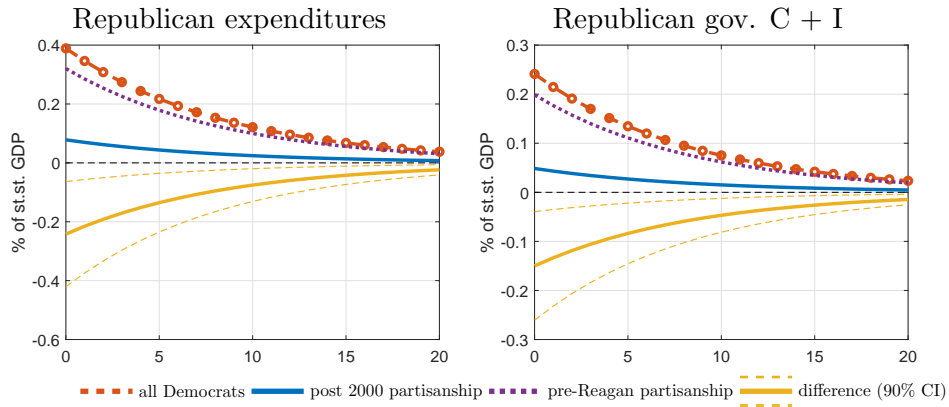 Republican expenditures
% of st.st. GDP
0.4
0.2
0
-0.2
-0.4
-0.6
0 5 10 15 20
Republican gov. C + I
% of st.st. GDP
0.3
0.2
0.1
0
-0.1
-0.2
-0.3
0 5 10 15 20
all Democrats post 2000 partisanship pre-Reagan partisanship difference (90% CI)